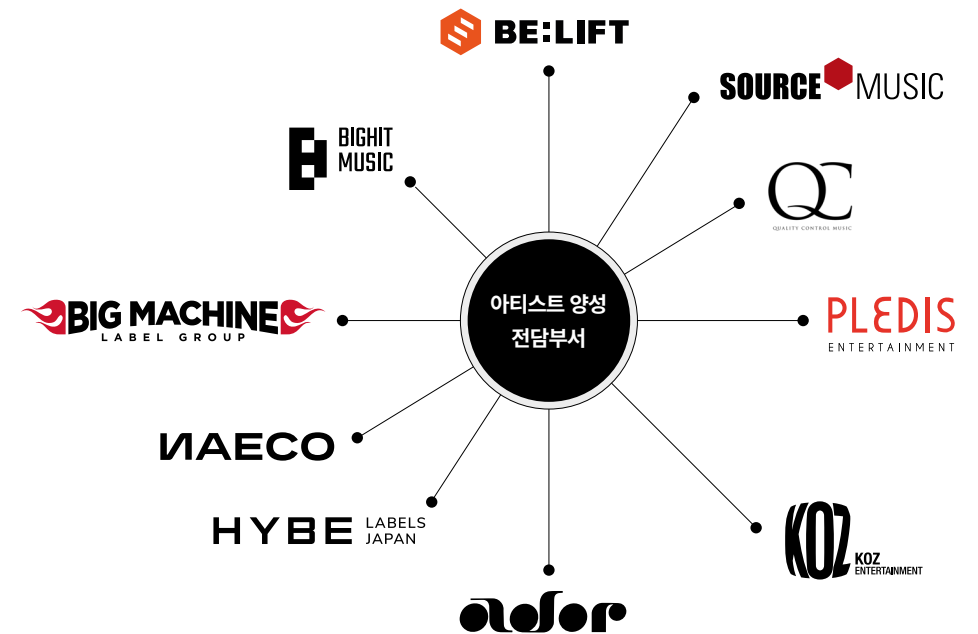 BE:LIFT
SOURCE MUSIC
BIGHIT
MUSIC
QC
QUALITY CONTROL MUSIC
BIG MACHINE
LABEL GROUP
아티스트 양성
전담부서
PLEDIS
ENTERTAINMENT
NAECO
HYBE LABELS
JAPAN
KOZ
KOZ
ENTERTAINMENT
ador